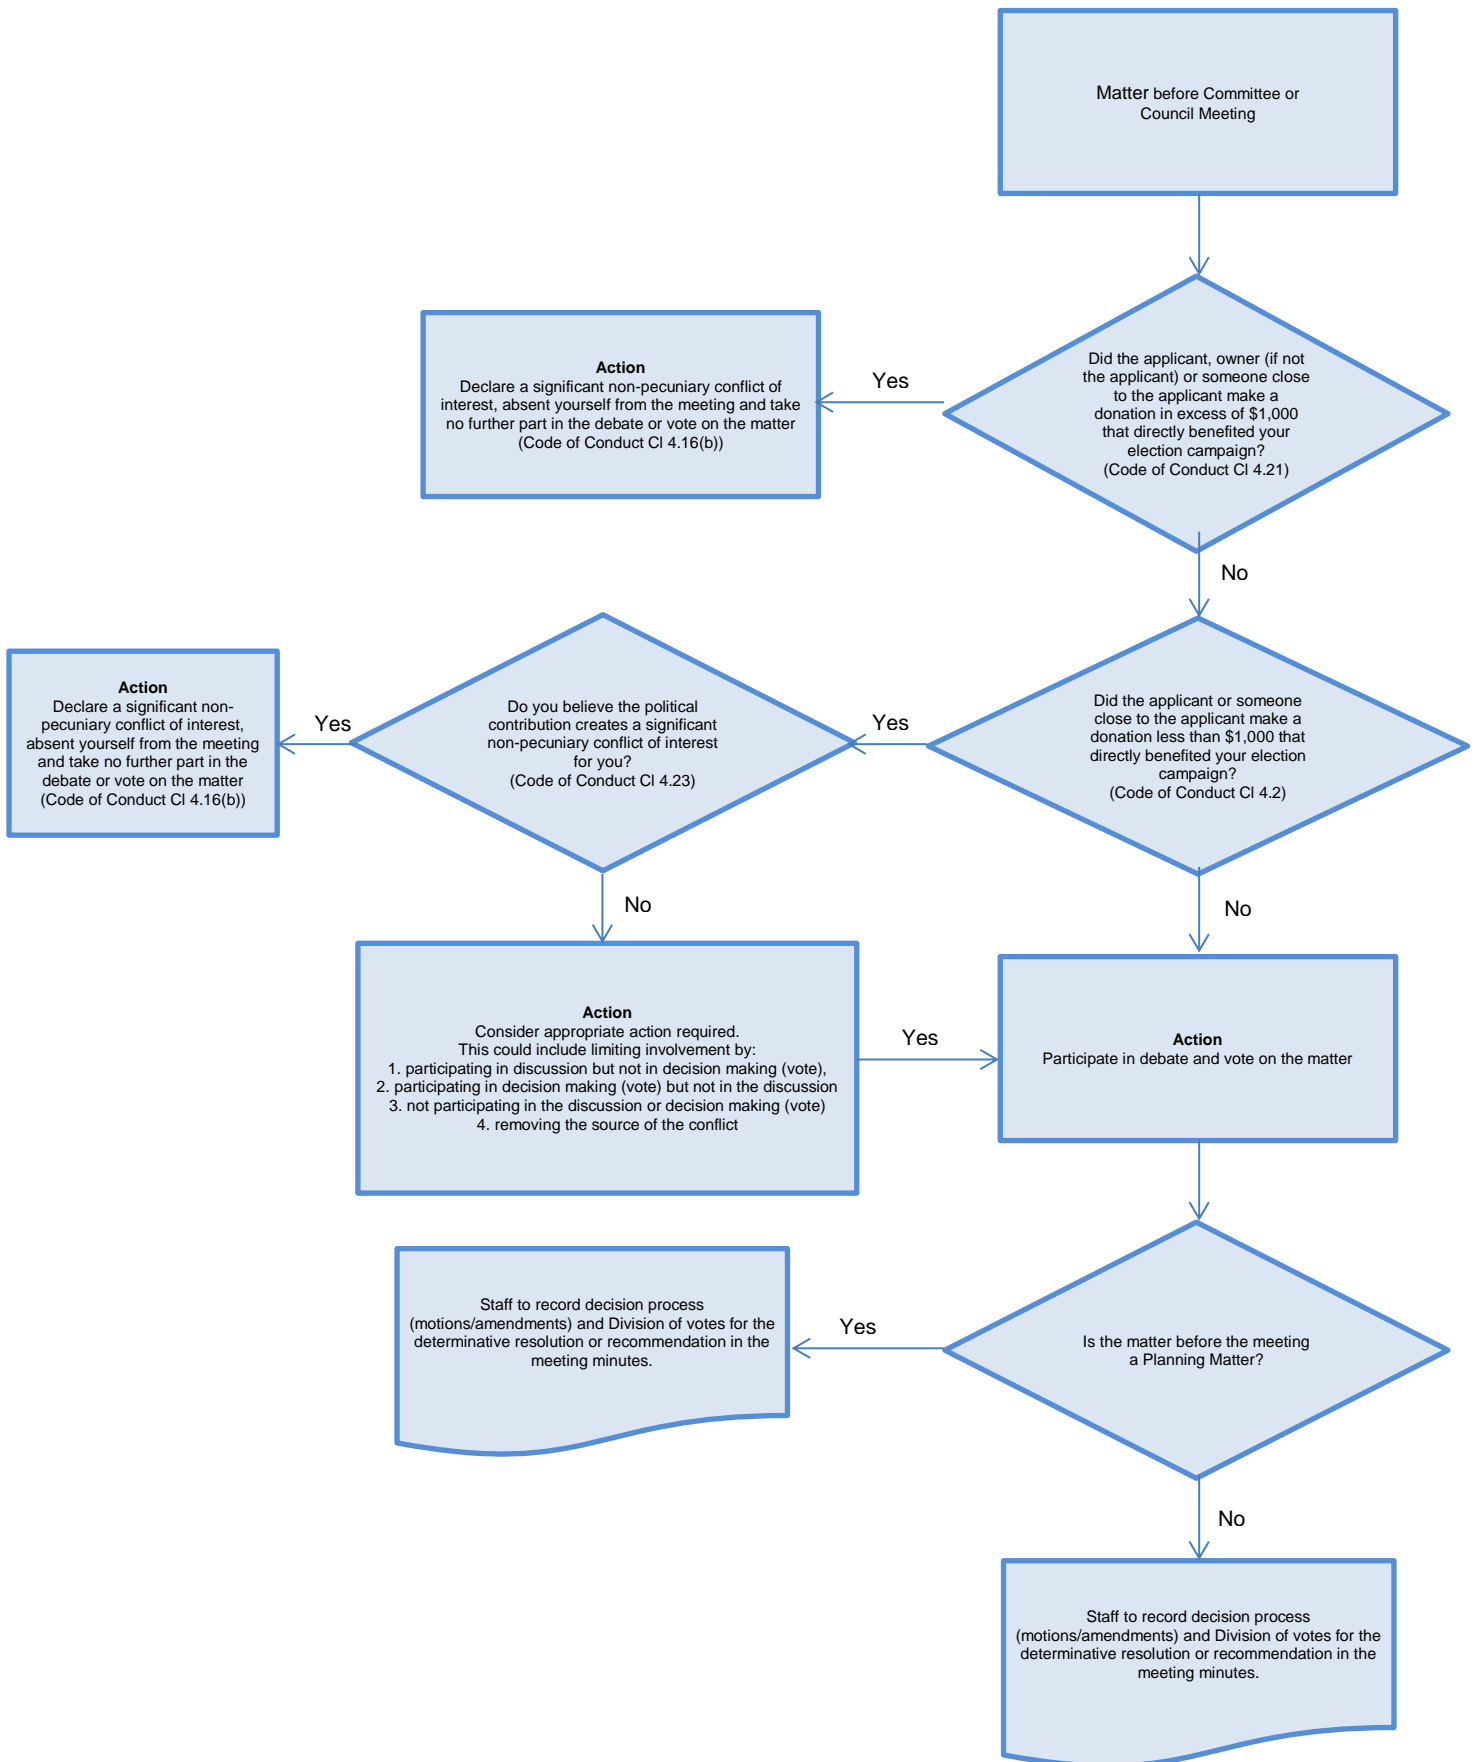 Matter before Committee or
Council Meeting
Did the applicant, owner (if not
the applicant) or someone close
to the applicant make a
donation in excess of $1,000
that directly benefited your
election campaign?
(Code of Conduct Cl 4.21)
Yes
Action
Declare a significant non-pecuniary conflict of
interest, absent yourself from the meeting and take
no further part in the debate or vote on the matter
(Code of Conduct Cl 4.16(b))
No
Did the applicant or someone
close to the applicant make a
donation less than $1,000 that
directly benefited your election
campaign?
(Code of Conduct Cl 4.2)
Yes
Do you believe the political
contribution creates a significant
non-pecuniary conflict of interest
for you?
(Code of Conduct Cl 4.23)
Yes
Action
Declare a significant non-
pecuniary conflict of interest,
absent yourself from the meeting
and take no further part in the
debate or vote on the matter
(Code of Conduct Cl 4.16(b))
No
No
Action
Consider appropriate action required.
This could include limiting involvement by:
1. participating in discussion but not in decision making (vote),
2. participating in decision making (vote) but not in the discussion
3. not participating in the discussion or decision making (vote)
4. removing the source of the conflict
Yes
Action
Participate in debate and vote on the matter
Is the matter before the meeting
a Planning Matter?
Yes
Staff to record decision process
(motions/amendments) and Division of votes for the
determinative resolution or recommendation in the
meeting minutes.
No
Staff to record decision process
(motions/amendments) and Division of votes for the
determinative resolution or recommendation in the
meeting minutes.